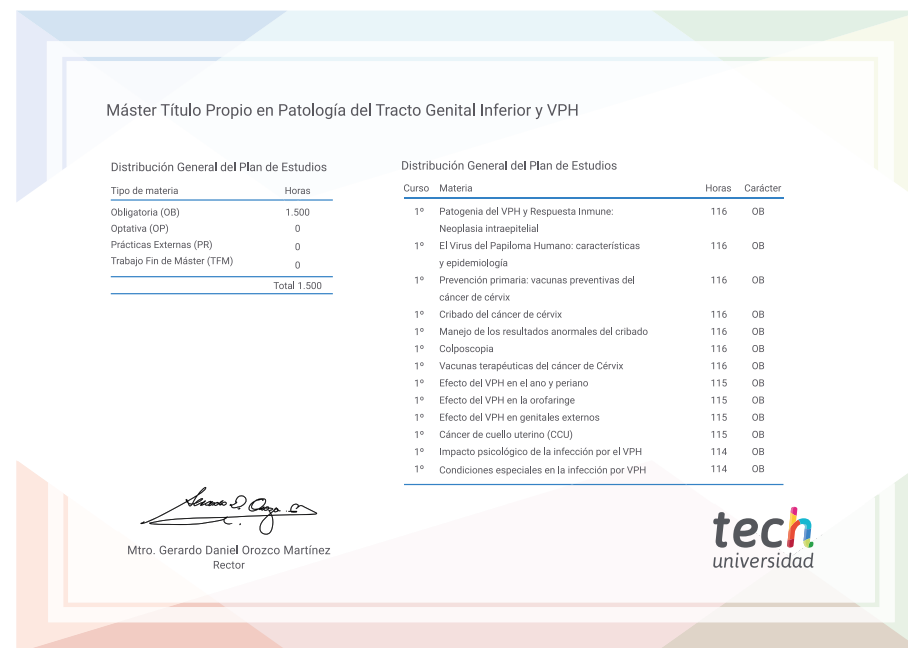 Máster Título Propio en Patología del Tracto Genital Inferior y VPH
Distribución General del Plan de Estudios
Tipo de materia Horas
Obligatoria (OB) 1.500
Optativa (OP) 0
Prácticas Externas (PR) 0
Trabajo Fin de Máster (TFM) 0
Total 1.500
Distribución General del Plan de Estudios
Curso Materia Horas Carácter
1º Patogenia del VPH y Respuesta Inmune: 116 OB
Neoplasia intraepitelial
1º El Virus del Papiloma Humano: características 116 OB
y epidemiología
1º Prevención primaria: vacunas preventivas del 116 OB
cáncer de cérvix
1º Cribado del cáncer de cérvix 116 OB
1º Manejo de los resultados anormales del cribado 116 OB
1º Colposcopia 116 OB
1º Vacunas terapéuticas del cáncer de Cérvix 116 OB
1º Efecto del VPH en el ano y periano 115 OB
1º Efecto del VPH en la orofaringe 115 OB
1º Efecto del VPH en genitales externos 115 OB
1º Cáncer de cuello uterino (CCU) 115 OB
1º Impacto psicológico de la infección por el VPH 114 OB
1º Condiciones especiales en la infección por VPH 114 OB
Mtro. Gerardo Daniel Orozco Martínez
Rector
tech
universidad